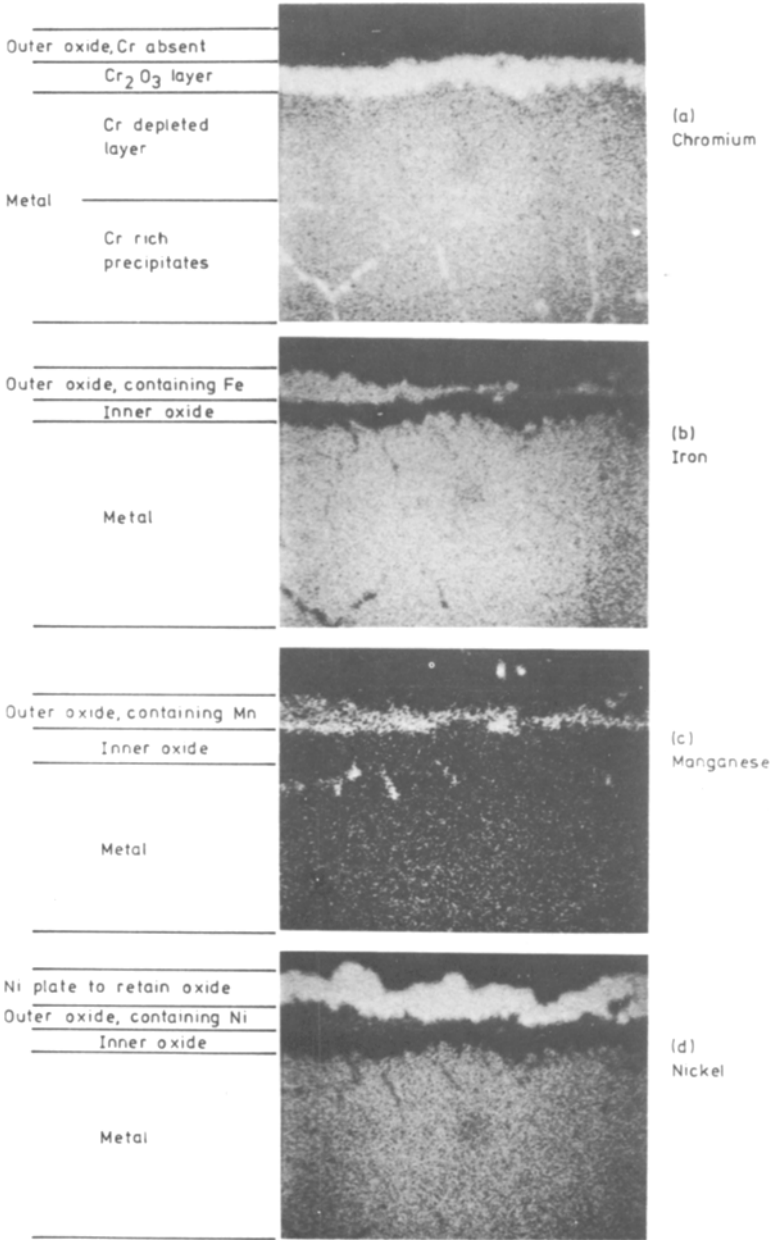 Outer oxide, Cr absent
Cr2O3 layer
Cr depleted
layer
Metal
Cr rich
precipitates
(a)
Chromium
Outer oxide, containing Fe
Inner oxide
Metal
(b)
Iron
Outer oxide, containing Mn
Inner oxide
Metal
(c)
Manganese
Ni plate to retain oxide
Outer oxide, containing Ni
Inner oxide
Metal
(d)
Nickel